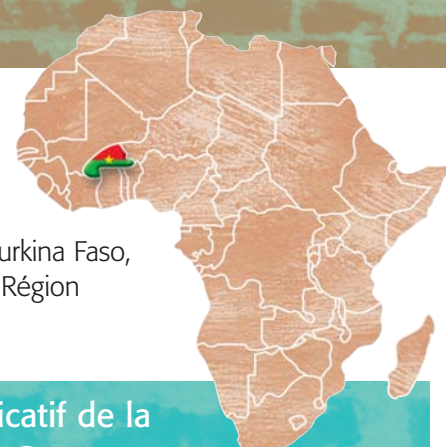 urkina Faso,
Région
icatif de la